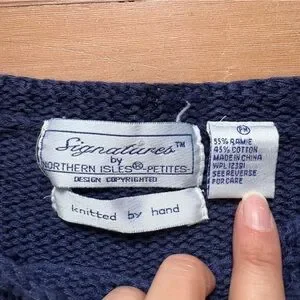 Signatures™
by
NORTHERN ISLES® -PETITES-
DESIGN COPYRIGHTED
knitted by hand
PM
55% RAMIE
45% COTTON
MADE IN CHINA
WPL 12391
SEE REVERSE
FOR CARE